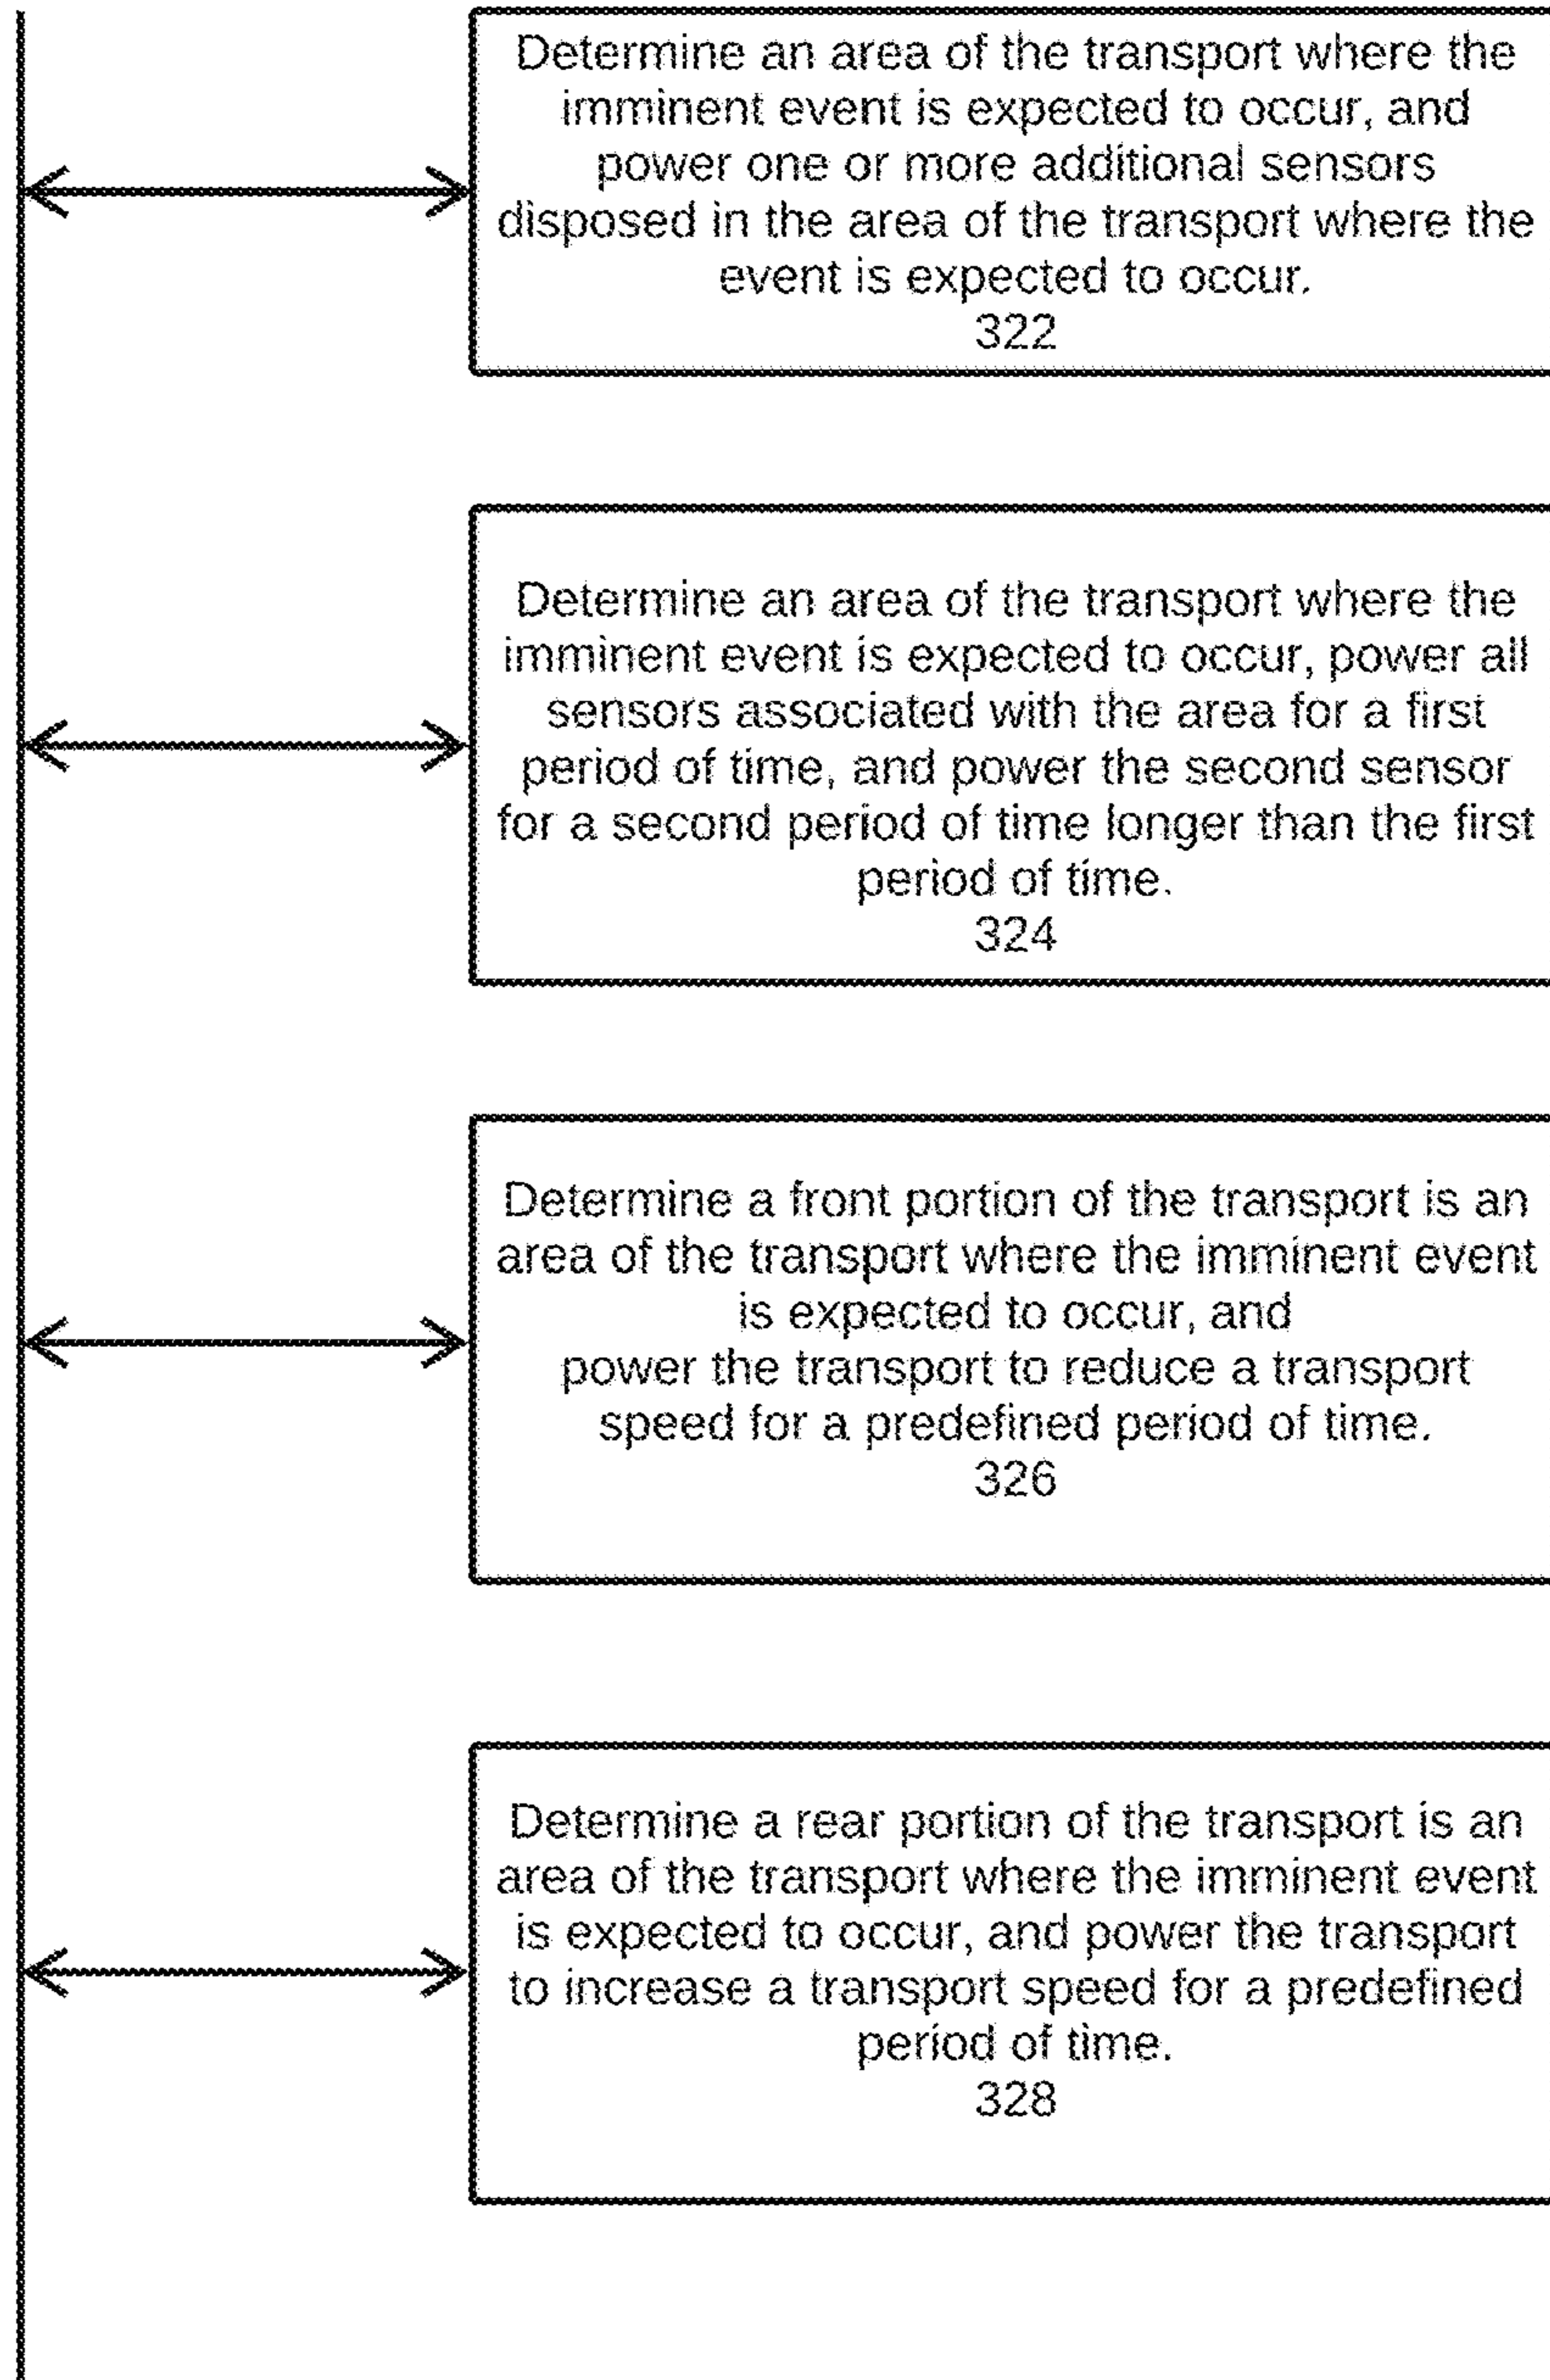 Determine an area of the transport where the
imminent event is expected to occur, and
power one or more additional sensors
disposed in the area of the transport where the
event is expected to occur.
322
Determine an area of the transport where the
imminent event is expected to occur, power all
sensors associated with the area for a first
period of time, and power the second sensor
for a second period of time longer than the first
period of time.
324
Determine a front portion of the transport is an
area of the transport where the imminent event
is expected to occur, and
power the transport to reduce a transport
speed for a predefined period of time.
326
Determine a rear portion of the transport is an
area of the transport where the imminent event
is expected to occur, and power the transport
to increase a transport speed for a predefined
period of time.
328